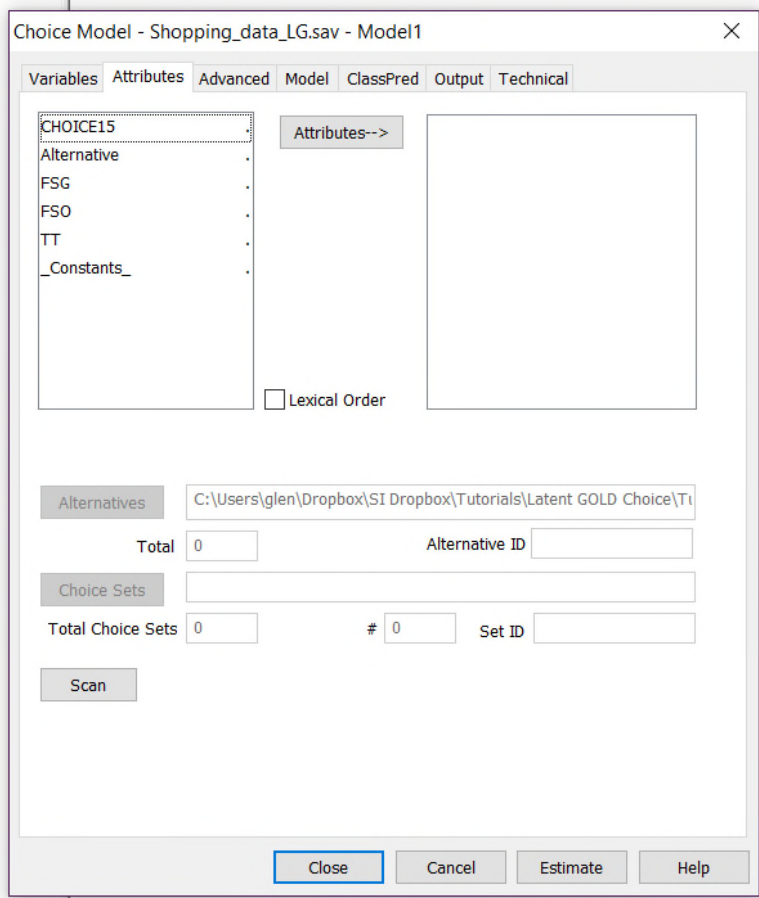 Choice Model - Shopping_data_LG.sav - Model1
Variables Attributes Advanced Model ClassPred Output Technical
CHOICE15 .
Attributes-->
Alternative .
FSG .
FSO .
TT .
_Constants_ .
Lexical Order
Alternatives C:\Users\glen\Dropbox\SI Dropbox\Tutorials\Latent GOLD Choice\Tu
Total 0 Alternative ID
Choice Sets
Total Choice Sets 0 # 0 Set ID
Scan
Close Cancel Estimate Help